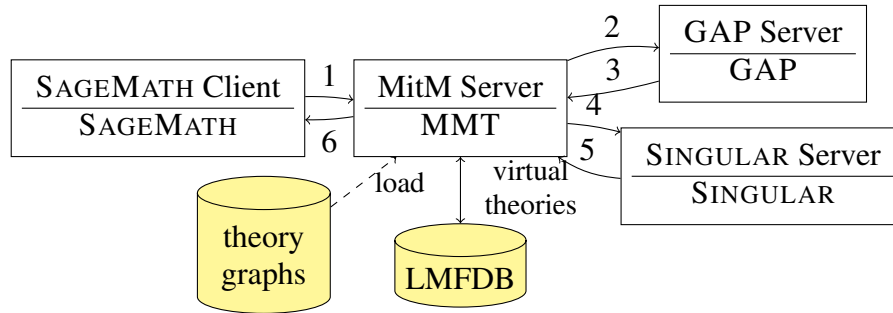 SAGEMATH Client
SAGEMATH
1
6
MitM Server
MMT
2
3
GAP Server
GAP
4
5
SINGULAR Server
SINGULAR
load
virtual
theories
theory
graphs
LMFDB